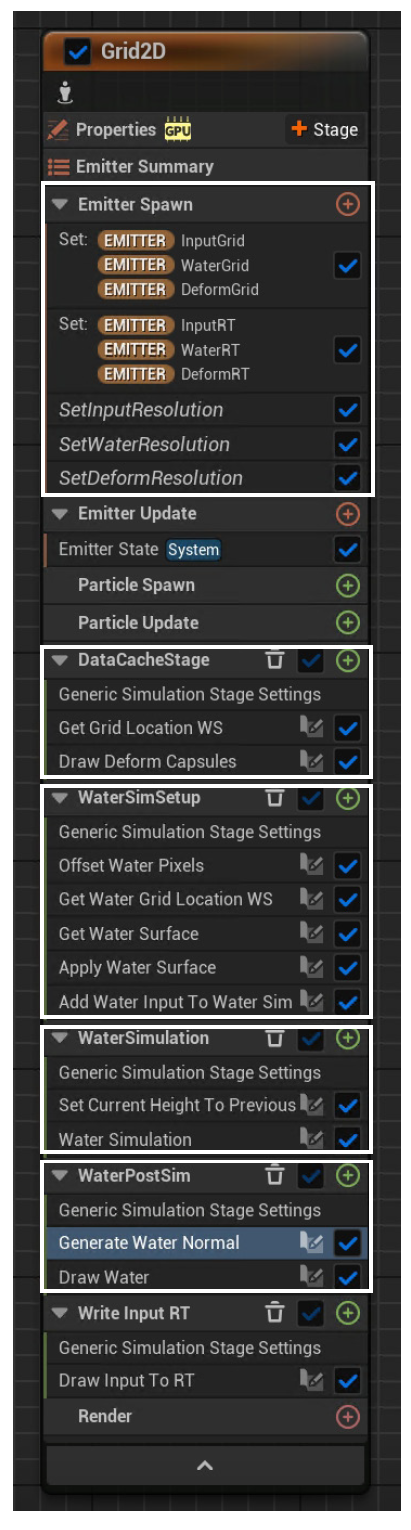 Grid2D
Properties GPU + Stage
Emitter Summary
Emitter Spawn
Set: EMITTER InputGrid
EMITTER WaterGrid
EMITTER DeformGrid
Set: EMITTER InputRT
EMITTER WaterRT
EMITTER DeformRT
SetInputResolution
SetWaterResolution
SetDeformResolution
Emitter Update
Emitter State System
Particle Spawn
Particle Update
DataCacheStage
Generic Simulation Stage Settings
Get Grid Location WS
Draw Deform Capsules
WaterSimSetup
Generic Simulation Stage Settings
Offset Water Pixels
Get Water Grid Location WS
Get Water Surface
Apply Water Surface
Add Water Input To Water Sim
WaterSimulation
Generic Simulation Stage Settings
Set Current Height To Previous
Water Simulation
WaterPostSim
Generic Simulation Stage Settings
Generate Water Normal
Draw Water
Write Input RT
Generic Simulation Stage Settings
Draw Input To RT
Render